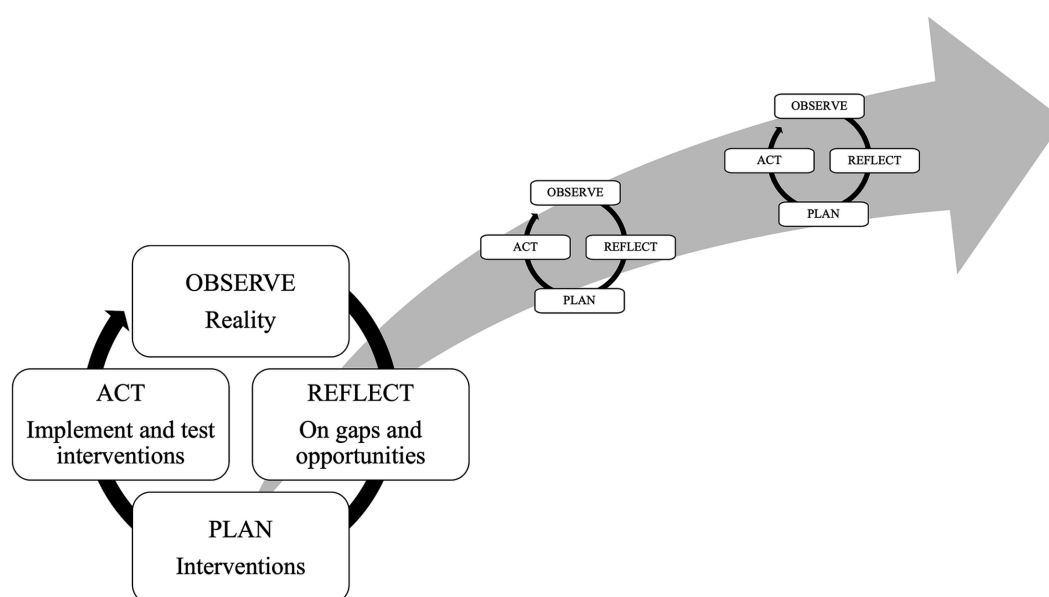 OBSERVE
Reality
REFLECT
On gaps and
opportunities
PLAN
Interventions
ACT
Implement and test
interventions
OBSERVE
REFLECT
PLAN
ACT
OBSERVE
REFLECT
PLAN
ACT